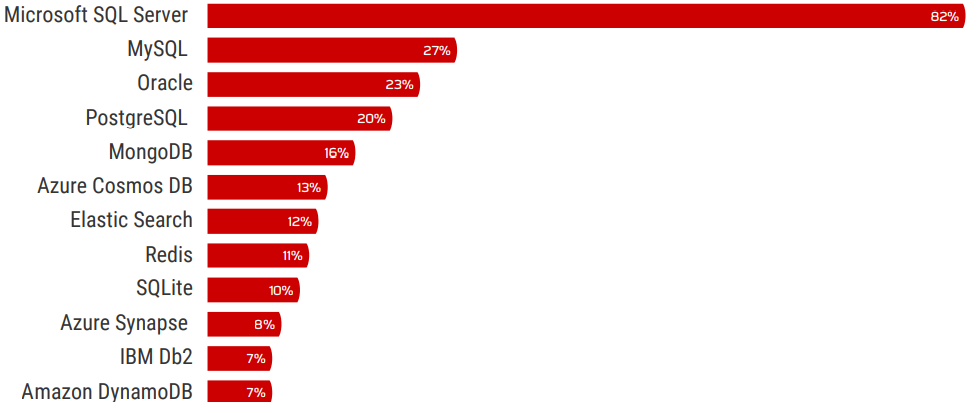 Microsoft SQL Server 82%
MySQL 27%
Oracle 23%
PostgreSQL 20%
MongoDB 16%
Azure Cosmos DB 13%
Elastic Search 12%
Redis 11%
SQLite 10%
Azure Synapse 8%
IBM Db2 7%
Amazon DynamoDB 7%